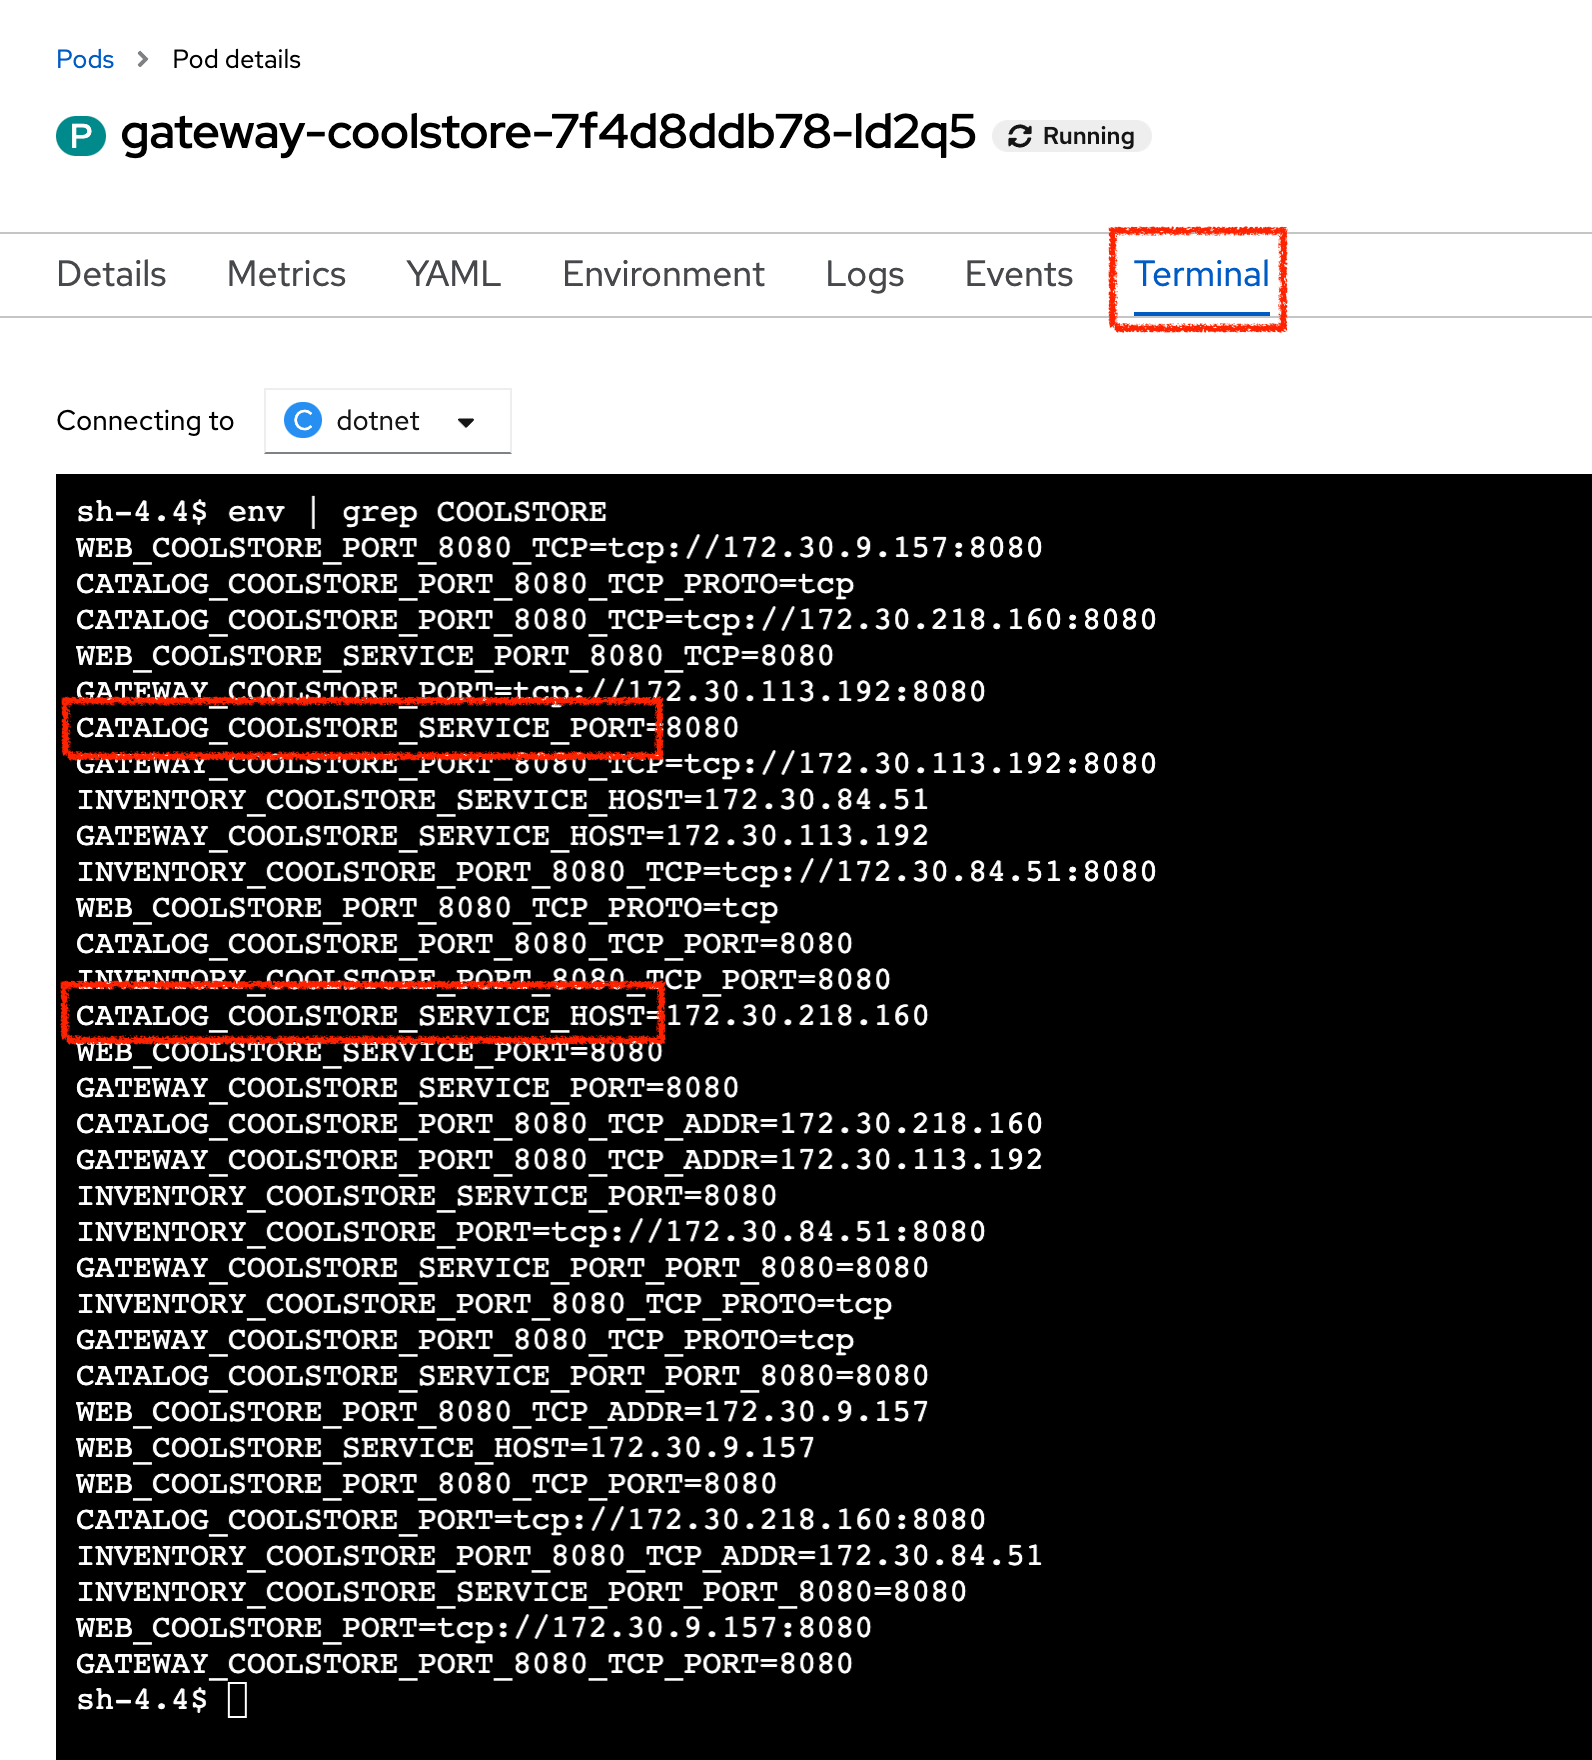 Pods > Pod details
P gateway-coolstore-7f4d8ddb78-ld2q5 Running
Details Metrics YAML Environment Logs Events Terminal
Connecting to C dotnet
sh-4.4$ env | grep COOLSTORE
WEB_COOLSTORE_PORT_8080_TCP=tcp://172.30.9.157:8080
CATALOG_COOLSTORE_PORT_8080_TCP_PROTO=tcp
CATALOG_COOLSTORE_PORT_8080_TCP=tcp://172.30.218.160:8080
WEB_COOLSTORE_SERVICE_PORT_8080_TCP=8080
GATEWAY_COOLSTORE_PORT=tcp://172.30.113.192:8080
CATALOG_COOLSTORE_SERVICE_PORT=8080
GATEWAY_COOLSTORE_PORT_8080_TCP=tcp://172.30.113.192:8080
INVENTORY_COOLSTORE_SERVICE_HOST=172.30.84.51
GATEWAY_COOLSTORE_SERVICE_HOST=172.30.113.192
INVENTORY_COOLSTORE_PORT_8080_TCP=tcp://172.30.84.51:8080
WEB_COOLSTORE_PORT_8080_TCP_PROTO=tcp
CATALOG_COOLSTORE_PORT_8080_TCP_PORT=8080
INVENTORY_COOLSTORE_PORT_8080_TCP_PORT=8080
CATALOG_COOLSTORE_SERVICE_HOST=172.30.218.160
WEB_COOLSTORE_SERVICE_PORT=8080
GATEWAY_COOLSTORE_SERVICE_PORT=8080
CATALOG_COOLSTORE_PORT_8080_TCP_ADDR=172.30.218.160
GATEWAY_COOLSTORE_PORT_8080_TCP_ADDR=172.30.113.192
INVENTORY_COOLSTORE_SERVICE_PORT=8080
INVENTORY_COOLSTORE_PORT=tcp://172.30.84.51:8080
GATEWAY_COOLSTORE_SERVICE_PORT_PORT_8080=8080
INVENTORY_COOLSTORE_PORT_8080_TCP_PROTO=tcp
GATEWAY_COOLSTORE_PORT_8080_TCP_PROTO=tcp
CATALOG_COOLSTORE_SERVICE_PORT_PORT_8080=8080
WEB_COOLSTORE_PORT_8080_TCP_ADDR=172.30.9.157
WEB_COOLSTORE_SERVICE_HOST=172.30.9.157
WEB_COOLSTORE_PORT_8080_TCP_PORT=8080
CATALOG_COOLSTORE_PORT=tcp://172.30.218.160:8080
INVENTORY_COOLSTORE_PORT_8080_TCP_ADDR=172.30.84.51
INVENTORY_COOLSTORE_SERVICE_PORT_PORT_8080=8080
WEB_COOLSTORE_PORT=tcp://172.30.9.157:8080
GATEWAY_COOLSTORE_PORT_8080_TCP_PORT=8080
sh-4.4$